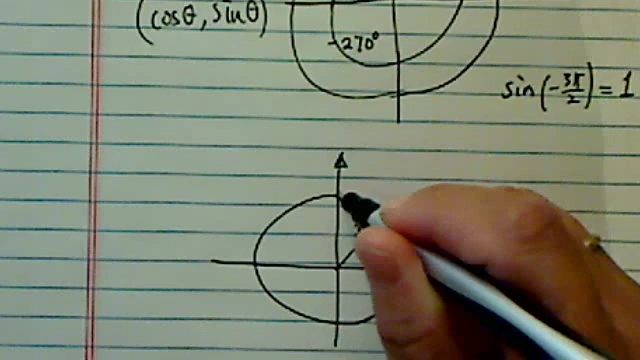 (cosθ, sinθ)
-270°
sin(-3π/2) = 1